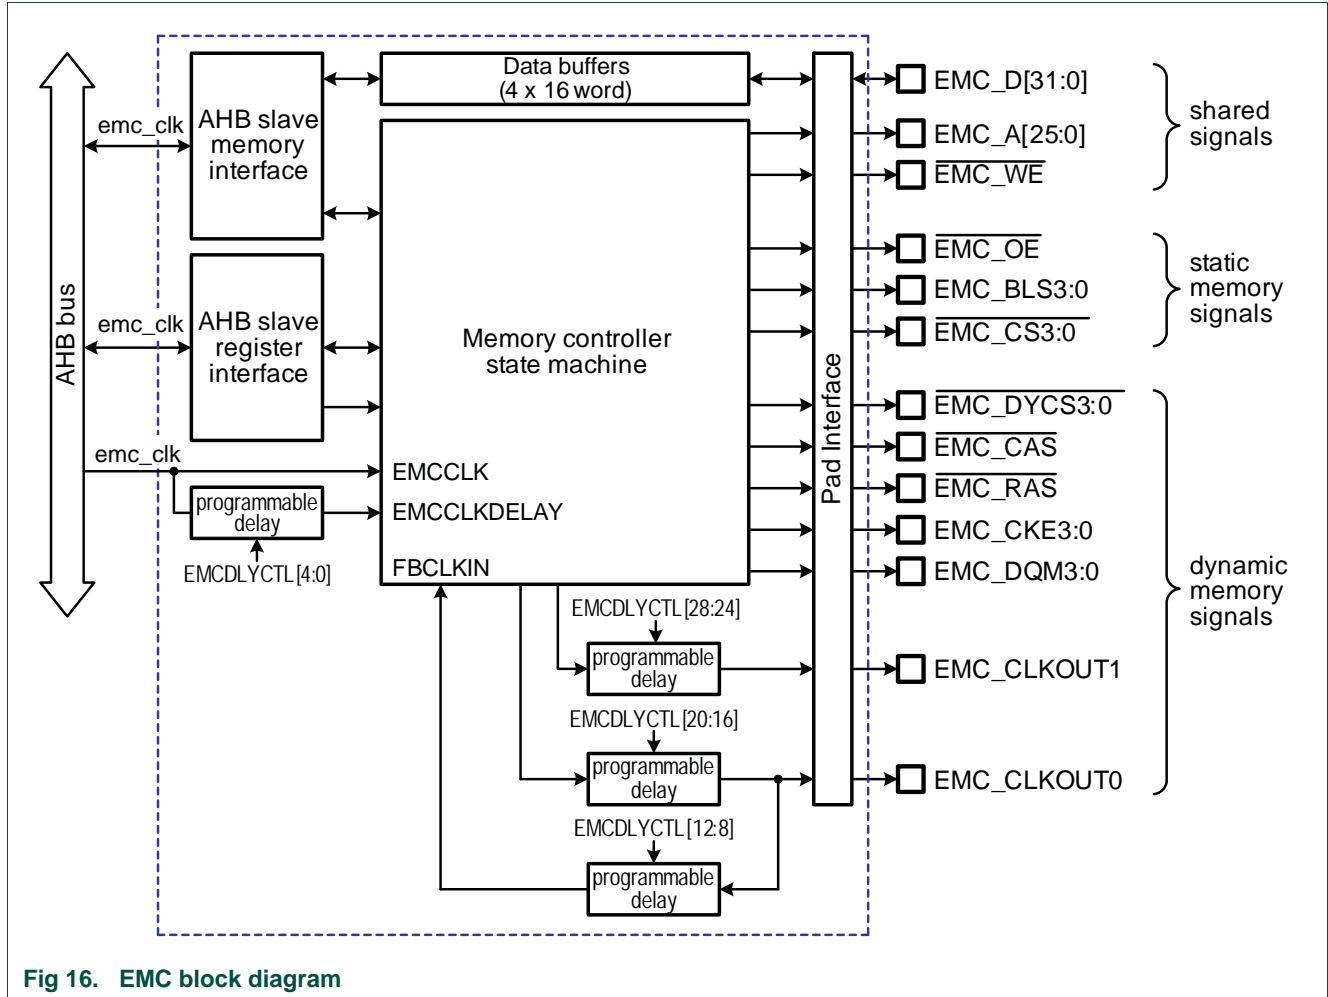 Data buffers
(4 x 16 word)
EMC_D[31:0]
AHB slave
memory
interface
emc_clk
EMC_A[25:0]
shared
signals
EMC_WE
EMC_OE
EMC_BLS3:0
EMC_CS3:0
static
memory
signals
AHB bus
emc_clk
AHB slave
register
interface
Memory controller
state machine
Pad Interface
EMC_DYCS3:0
EMC_CAS
EMC_RAS
EMC_CKE3:0
EMC_DQM3:0
dynamic
memory
signals
emc_clk
EMCCLK
programmable
delay
EMCCLKDELAY
EMCDLYCTL[4:0]
FBCLKIN
EMCDLYCTL[28:24]
programmable
delay
EMC_CLKOUT1
EMCDLYCTL[20:16]
programmable
delay
EMC_CLKOUT0
EMCDLYCTL[12:8]
programmable
delay
Fig 16. EMC block diagram